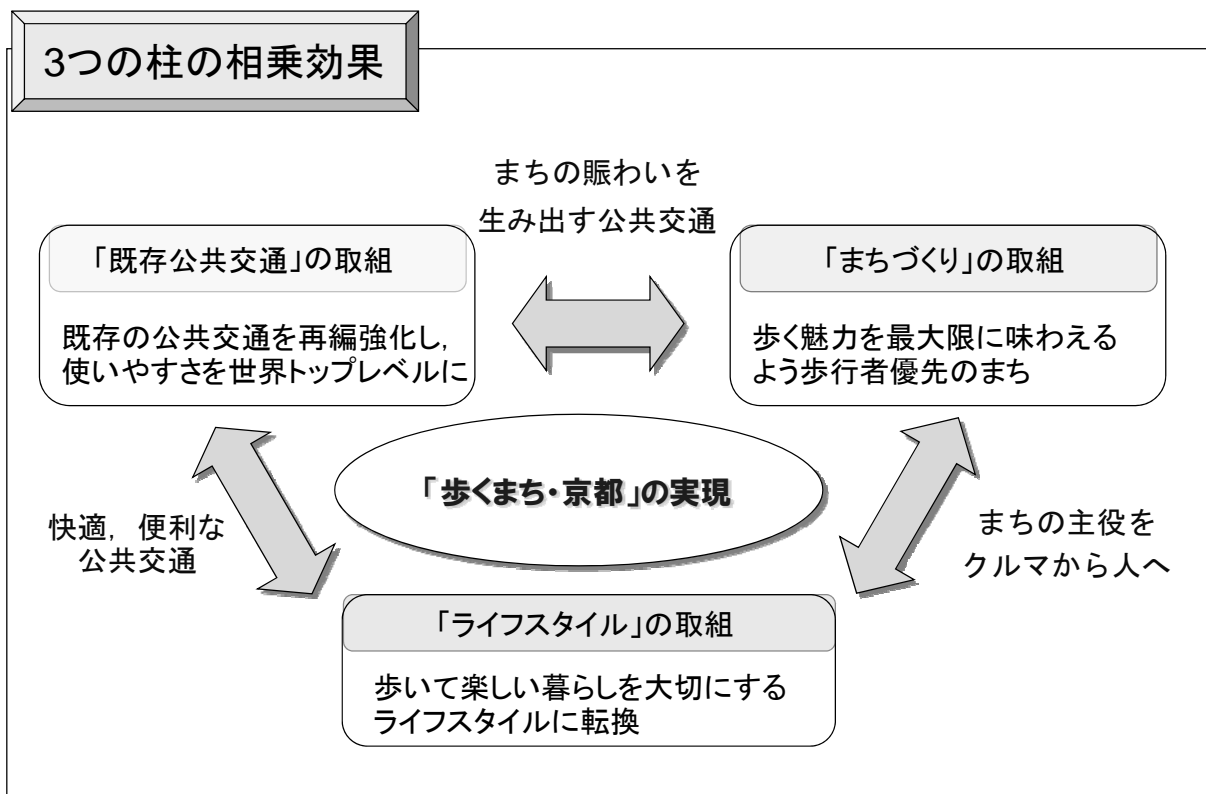 3つの柱の相乗効果
まちの賑わいを
生み出す公共交通
「既存公共交通」の取組
既存の公共交通を再編強化し,
使いやすさを世界トップレベルに
「まちづくり」の取組
歩く魅力を最大限に味わえる
よう歩行者優先のまち
「歩くまち・京都」の実現
快適, 便利な
公共交通
まちの主役を
クルマから人へ
「ライフスタイル」の取組
歩いて楽しい暮らしを大切にする
ライフスタイルに転換